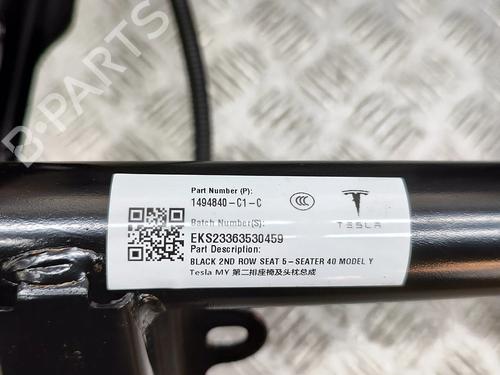 Part Number (P):
1494840-C1-C
Batch Number(S):
EKS23363530459
Part Description:
BLACK 2ND ROW SEAT 5-SEATER 40 MODEL Y
Tesla MY 第二排座椅及头枕总成
CCC
TESLA
B-PARTS